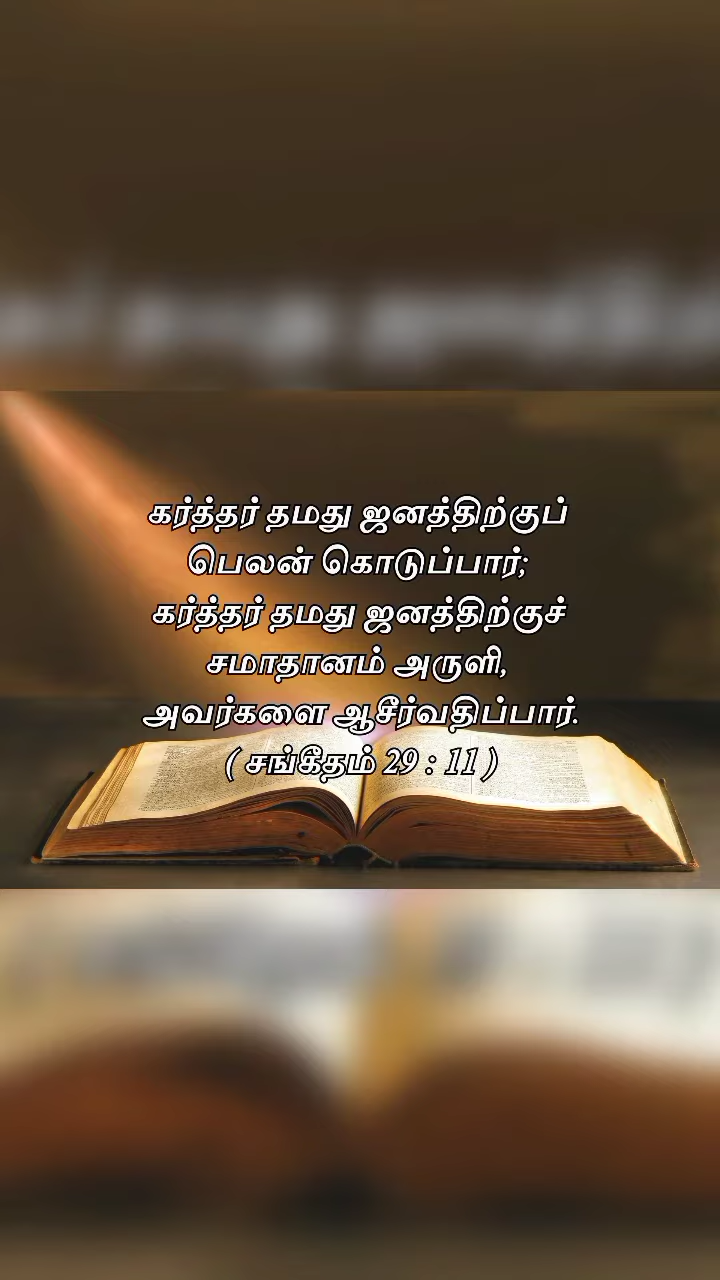 கர்த்தர் தமது ஜனத்திற்குப்
பெலன் கொடுப்பார்;
கர்த்தர் தமது ஜனத்திற்குச்
சமாதானம் அருளி,
அவர்களை ஆசீர்வதிப்பார்.
( சங்கீதம் 29 : 11 )